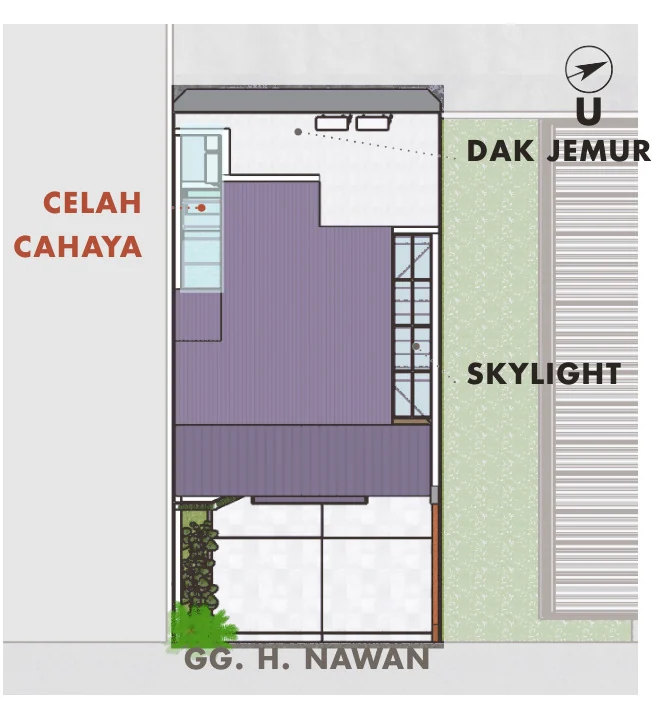 U
DAK JEMUR
CELAH
CAHAYA
SKYLIGHT
GG. H. NAWAN